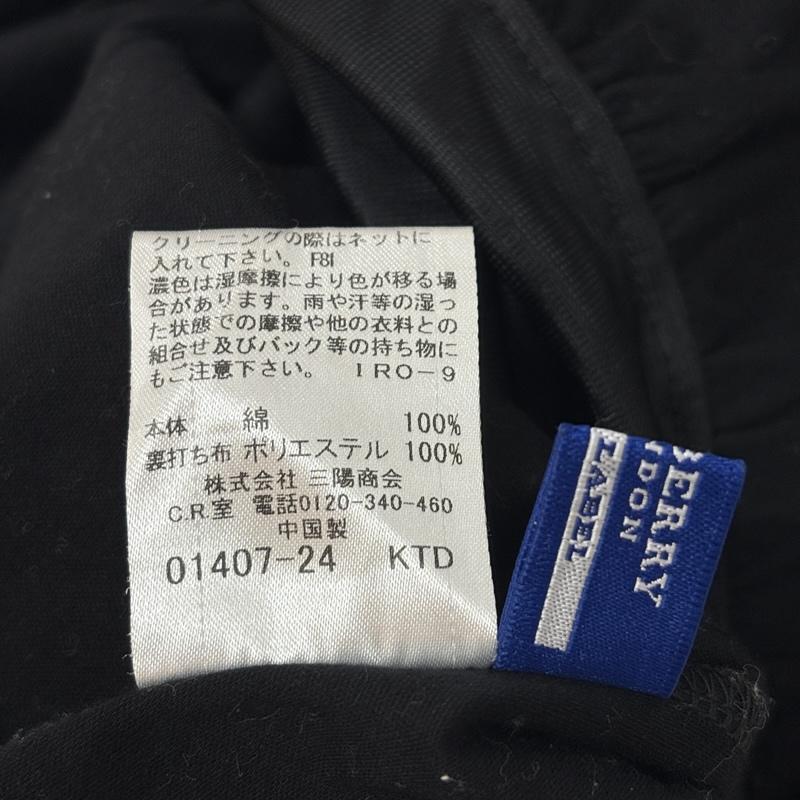 クリーニングの際はネットに
入れて下さい。 F81
濃色は湿摩擦により色が移る場
合があります。雨や汗等の湿っ
た状態での摩擦や他の衣料との
組合せ及びバック等の持ち物に
もご注意下さい。 IRO-9
本体 綿 100%
裏打ち布 ポリエステル 100%
株式会社 三陽商会
C.R.室 電話0120-340-460
中国製
01407-24 KTD
BERRY
NDON
LABEL